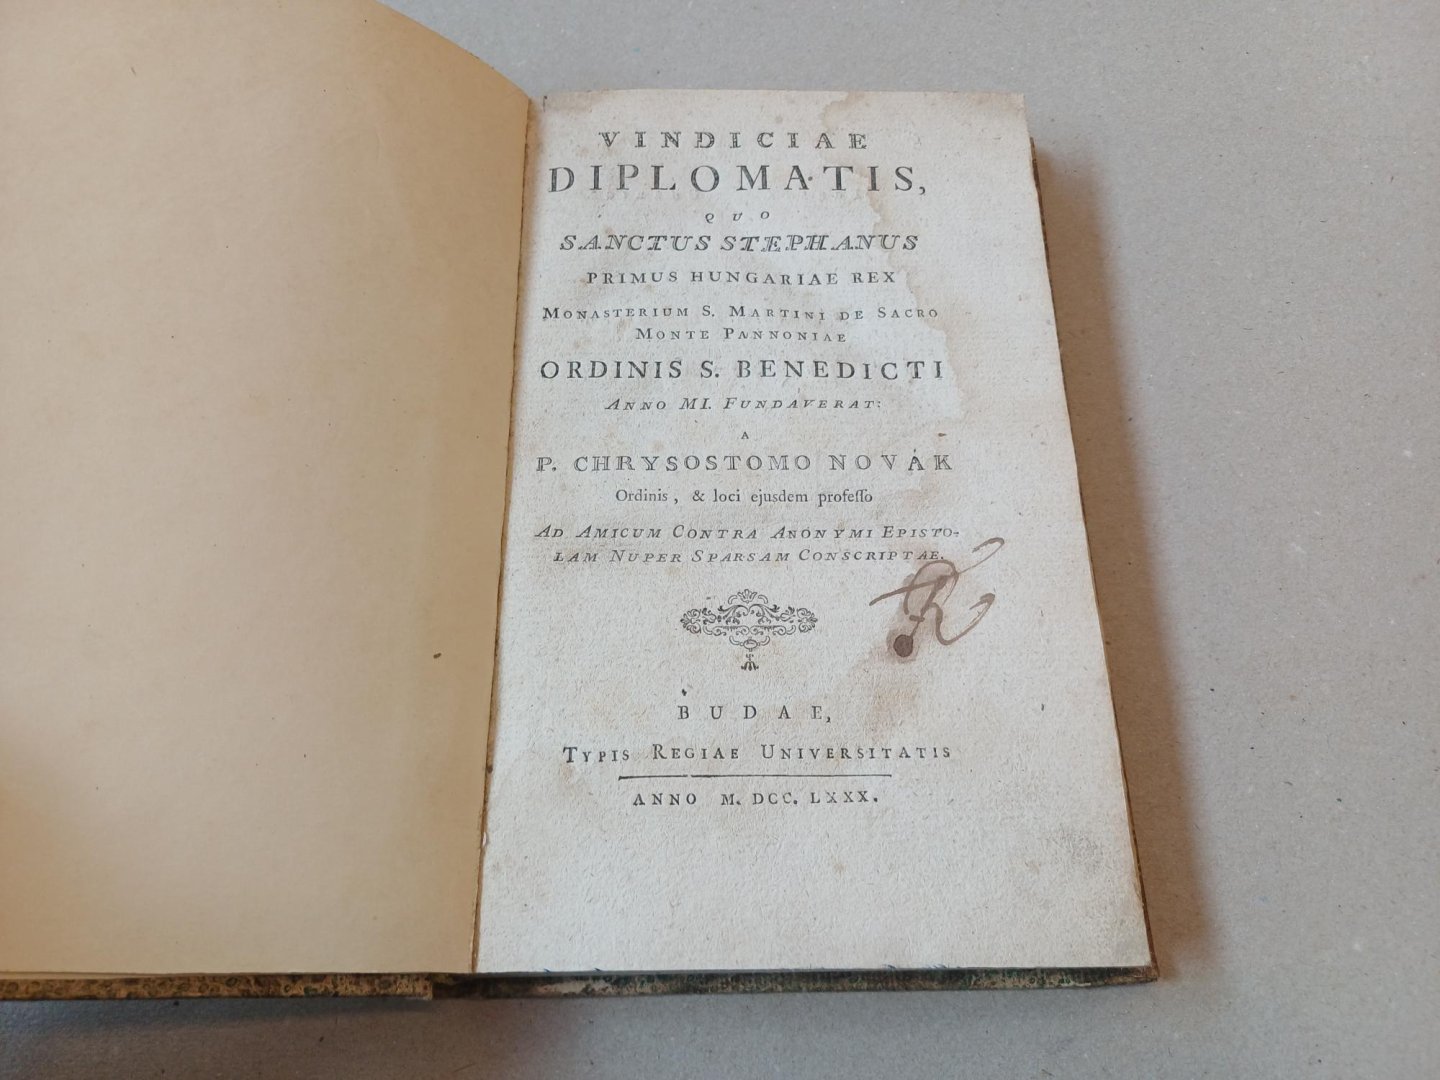 VINDICIAE
DIPLOMATIS,
QUO
SANCTUS STEPHANUS
PRIMUS HUNGARIAE REX
MONASTERIUM S. MARTINI DE SACRO
MONTE PANNONIAE
ORDINIS S. BENEDICTI
ANNO MI. FUNDAVERAT:
A
P. CHRYSOSTOMO NOVÁK
Ordinis, & loci ejusdem professo
AD AMICUM CONTRA ANONYMI EPISTO-
LAM NUPER SPARSAM CONSCRIPTAE.
BUDAE,
TYPIS REGIAE UNIVERSITATIS
ANNO M. DCC. LXXX.